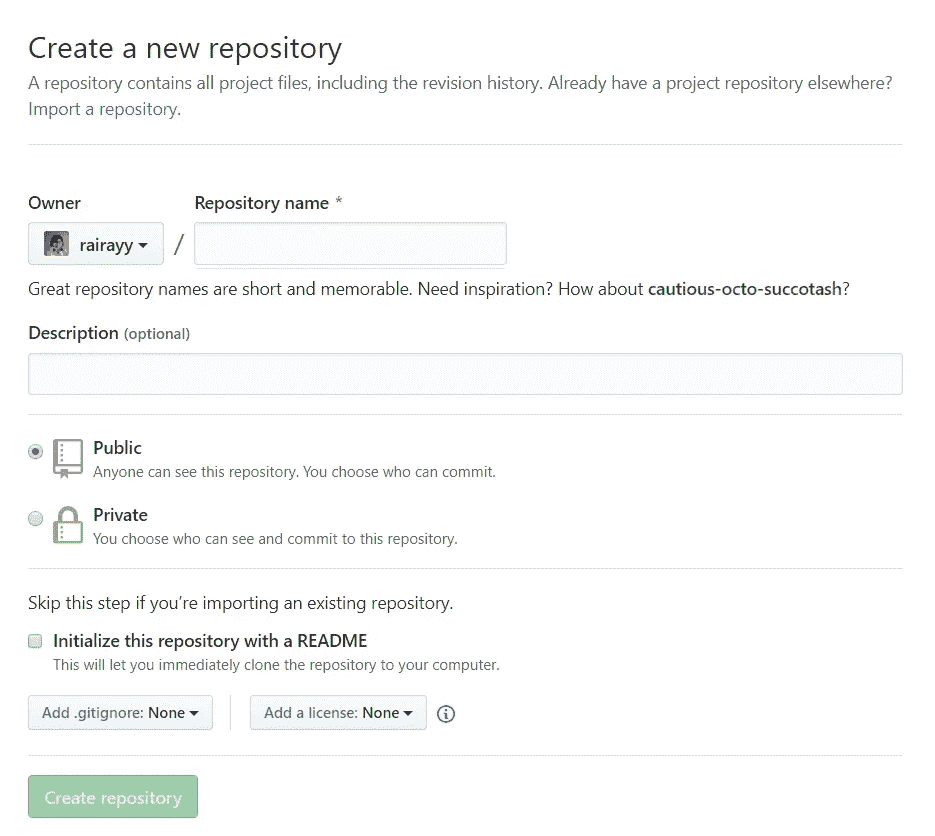 Create a new repository
A repository contains all project files, including the revision history. Already have a project repository elsewhere?
Import a repository.
Owner
Repository name *
rairayy
/
Great repository names are short and memorable. Need inspiration? How about cautious-octo-succotash?
Description (optional)
Public
Anyone can see this repository. You choose who can commit.
Private
You choose who can see and commit to this repository.
Skip this step if you’re importing an existing repository.
Initialize this repository with a README
This will let you immediately clone the repository to your computer.
Add .gitignore: None
Add a license: None
Create repository